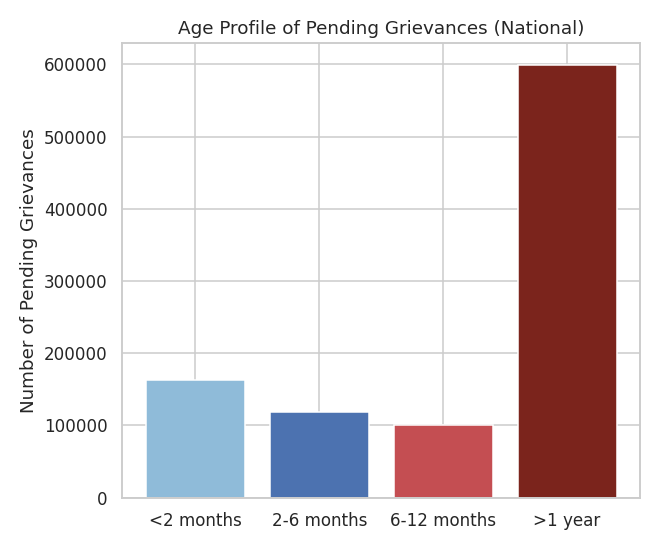 Age Profile of Pending Grievances (National)
Number of Pending Grievances
600000
500000
400000
300000
200000
100000
0
<2 months
2-6 months
6-12 months
>1 year